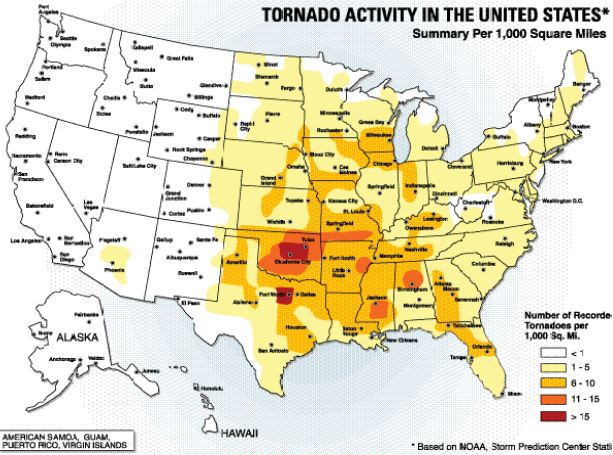 TORNADO ACTIVITY IN THE UNITED STATES*
Summary Per 1,000 Square Miles
Port Angeles
Seattle
Olympia
Spokane
Portland
Salem
Medford
Kalispell
Great Falls
Missoula
Butte
Glendive
Billings
Challis
Boise
Pocatello
Cody
Buffalo
Jackson
Casper
Rock Springs
Cheyenne
Redding
Reno
Carson City
Sacramento
San Francisco
Bakersfield
Los Angeles
San Bernardino
San Diego
Las Vegas
Salt Lake City
Grand Junction
Denver
Pueblo
Cortez
Flagstaff
Phoenix
Gallup
Santa Fe
Albuquerque
Roswell
El Paso
Minot
Bismarck
Fargo
Rapid City
Pierre
Duluth
Minneapolis
Rochester
Sioux City
Omaha
Grand Island
Des Moines
Topeka
Wichita
Kansas City
St. Louis
Springfield
Green Bay
Milwaukee
Chicago
Springfield
Detroit
Indianapolis
Cincinnati
Cleveland
Lexington
Owensboro
Nashville
Memphis
Tulsa
Oklahoma City
Amarillo
Fort Smith
Little Rock
Abilene
Fort Worth
Dallas
Houston
San Antonio
Jackson
Baton Rouge
New Orleans
Birmingham
Montgomery
Atlanta
Macon
Savannah
Tallahassee
Orlando
Tampa
Miami
Columbia
Raleigh
Charleston
Roanoke
Washington D.C.
Harrisburg
New York
Buffalo
Albany
Boston
Montpelier
Bangor
Fairbanks
Nome
ALASKA
Anchorage
Valdez
Juneau
Honolulu
HAWAII
Number of Recorde
Tornadoes per
1,000 Sq. Mi.
< 1
1 - 5
6 - 10
11 - 15
> 15
AMERICAN SAMOA, GUAM,
PUERTO RICO, VIRGIN ISLANDS
* Based on NOAA, Storm Prediction Center Stati